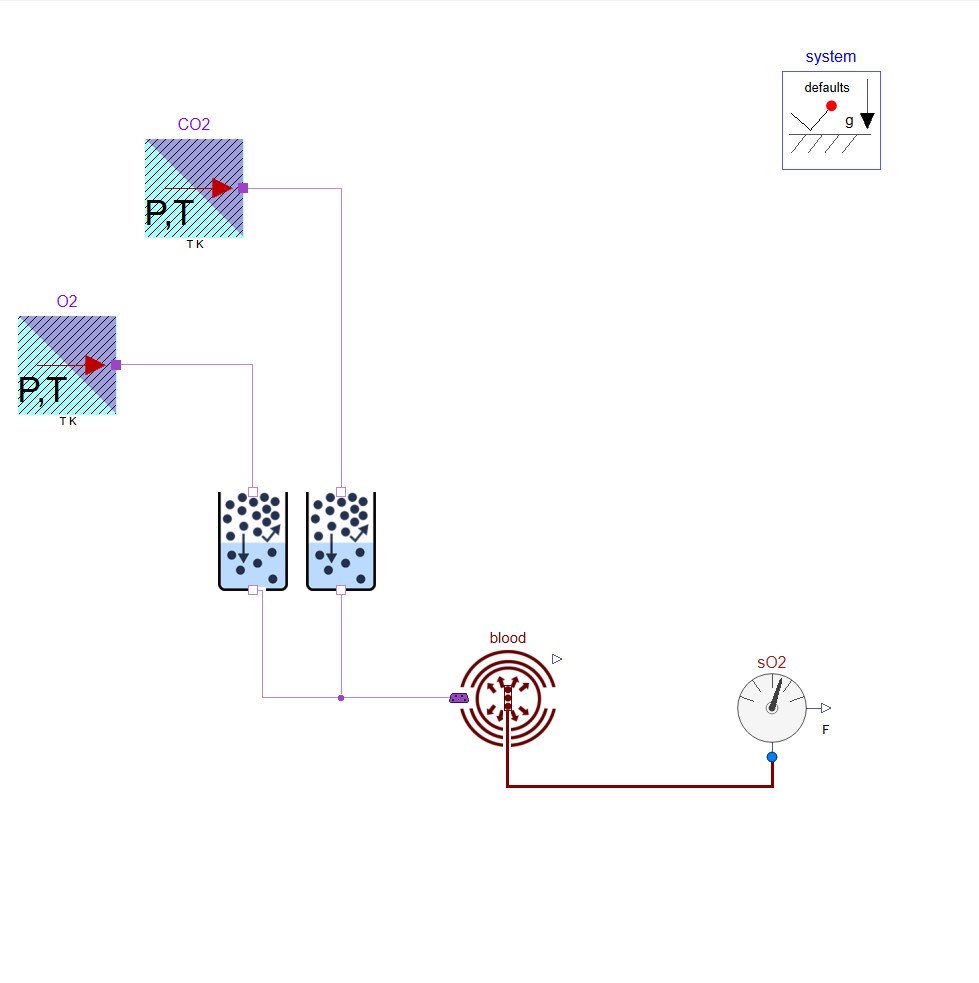 system
defaults
g
CO2
P,T
T K
O2
P,T
T K
blood
sO2
F